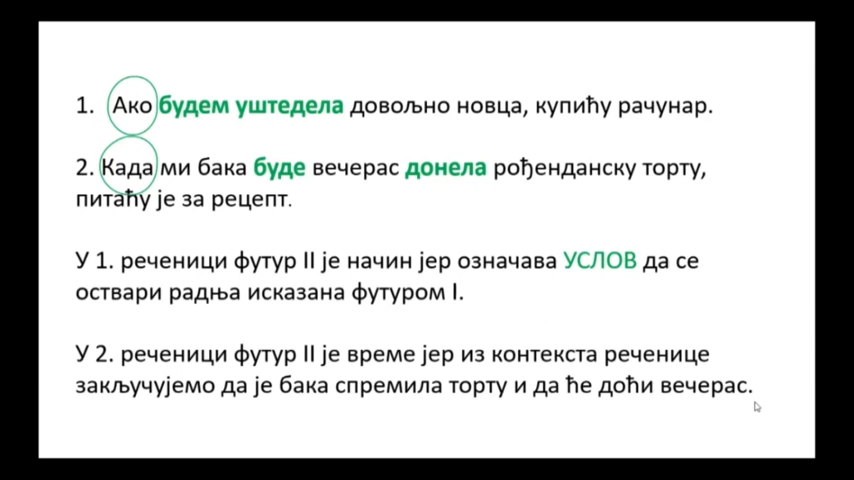 1. Ако будем уштедела довољно новца, купићу рачунар.
2. Када ми бака буде вечерас донела рођенданску торту,
питаћу је за рецепт.
У 1. реченици футур II је начин јер означава УСЛОВ да се
оствари радња исказана футуром I.
У 2. реченици футур II је време јер из контекста реченице
закључујемо да је бака спремила торту и да ће доћи вечерас.